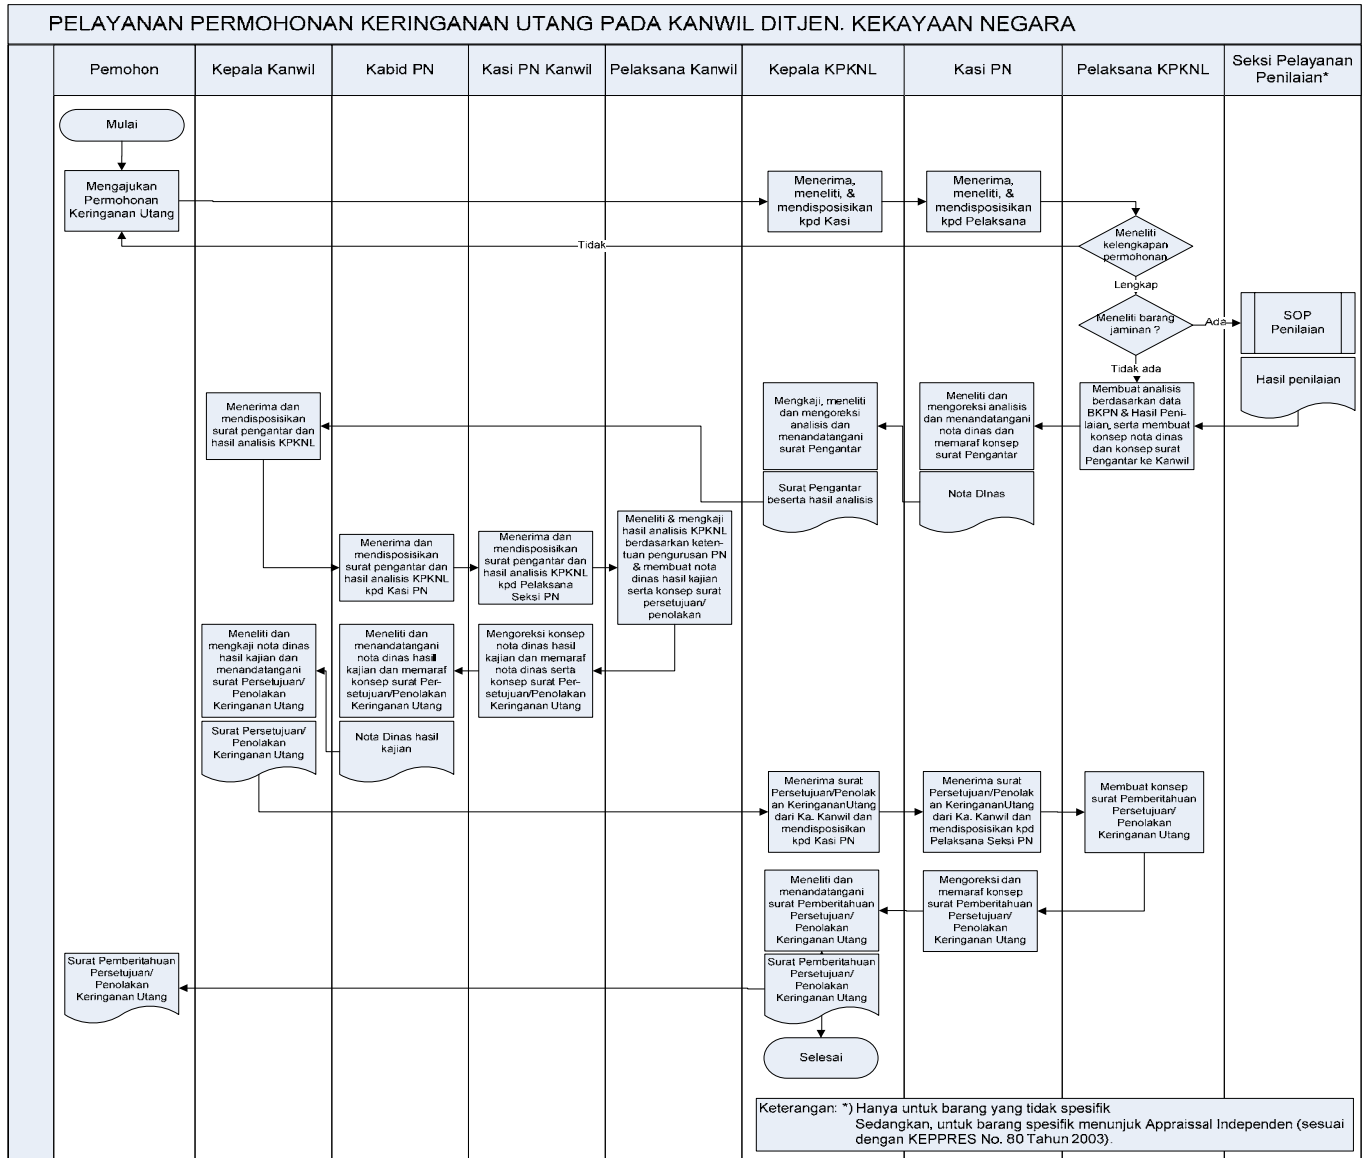 PELAYANAN PERMOHONAN KERINGANAN UTANG PADA KANWIL DITJEN. KEKAYAAN NEGARA
Pemohon
Kepala Kanwil
Kabid PN
Kasi PN Kanwil
Pelaksana Kanwil
Kepala KPKNL
Kasi PN
Pelaksana KPKNL
Seksi Pelayanan
Penilaian*
Mulai
Mengajukan
Permohonan
Keringanan Utang
Menerima,
meneliti, &
mendisposisikan
kpd Kasi
Menerima,
meneliti, &
mendisposisikan
kpd Pelaksana
Meneliti
kelengkapan
permohonan
Tidak
Lengkap
Meneliti barang
jaminan ?
Ada
SOP
Penilaian
Tidak ada
Hasil penilaian
Membuat analisis
berdasarkan data
BKPN & Hasil Peni-
laian, serta membuat
konsep nota dinas
dan konsep surat
Pengantar ke Kanwil
Meneliti dan
mengoreksi analisis
dan menandatangani
nota dinas dan
memaraf konsep
surat Pengantar
Nota DInas
Mengkaji, meneliti
dan mengoreksi
analisis dan
menandatangani
surat Pengantar
Surat Pengantar
beserta hasil analisis
Menerima dan
mendisposisikan
surat pengantar dan
hasil analisis KPKNL
Menerima dan
mendisposisikan
surat pengantar dan
hasil analisis KPKNL
kpd Kasi PN
Menerima dan
mendisposisikan
surat pengantar dan
hasil analisis KPKNL
kpd Pelaksana
Seksi PN
Meneliti & mengkaji
hasil analisis KPKNL
berdasarkan keten-
tuan pengurusan PN
& membuat nota
dinas hasil kajian
serta konsep surat
persetujuan/
penolakan
Mengoreksi konsep
nota dinas hasil
kajian dan memaraf
nota dinas serta
konsep surat Per-
setujuan/Penolakan
Keringanan Utang
Meneliti dan
menandatangani
nota dinas hasil
kajian dan memaraf
konsep surat Per-
setujuan/Penolakan
Keringanan Utang
Nota Dinas hasil
kajian
Meneliti dan
mengkaji nota dinas
hasil kajian dan
menandatangani
surat Persetujuan/
Penolakan
Keringanan Utang
Surat Persetujuan/
Penolakan
Keringanan Utang
Menerima surat
Persetujuan/Penolak
an KeringananUtang
dari Ka. Kanwil dan
mendisposisikan
kpd Kasi PN
Menerima surat
Persetujuan/Penolak
an KeringananUtang
dari Ka. Kanwil dan
mendisposisikan kpd
Pelaksana Seksi PN
Membuat konsep
surat Pemberitahuan
Persetujuan/
Penolakan
Keringanan Utang
Mengoreksi dan
memaraf konsep
surat Pemberitahuan
Persetujuan/
Penolakan
Keringanan Utang
Meneliti dan
menandatangani
surat Pemberitahuan
Persetujuan/
Penolakan
Keringanan Utang
Surat Pemberitahuan
Persetujuan/
Penolakan
Keringanan Utang
Surat Pemberitahuan
Persetujuan/
Penolakan
Keringanan Utang
Selesai
Keterangan: *) Hanya untuk barang yang tidak spesifik
Sedangkan, untuk barang spesifik menunjuk Appraissal Independen (sesuai
dengan KEPPRES No. 80 Tahun 2003).